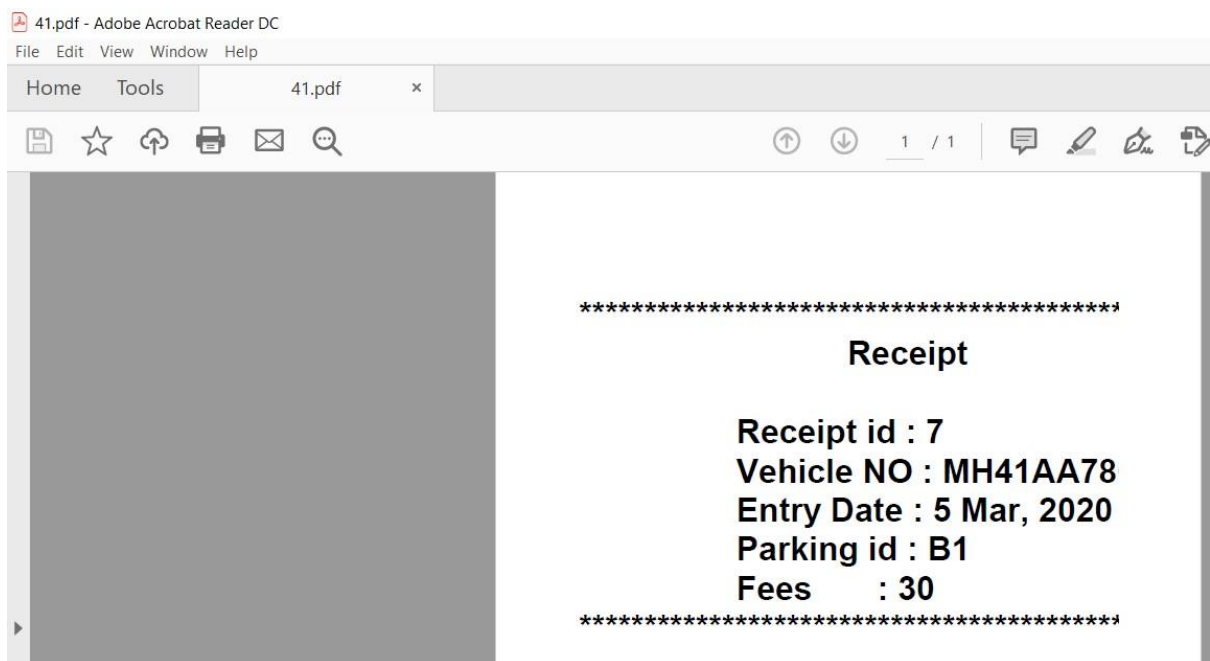 41.pdf - Adobe Acrobat Reader DC
File Edit View Window Help
Home Tools 41.pdf ×
1 / 1
******************************************
Receipt
Receipt id : 7
Vehicle NO : MH41AA78
Entry Date : 5 Mar, 2020
Parking id : B1
Fees : 30
******************************************